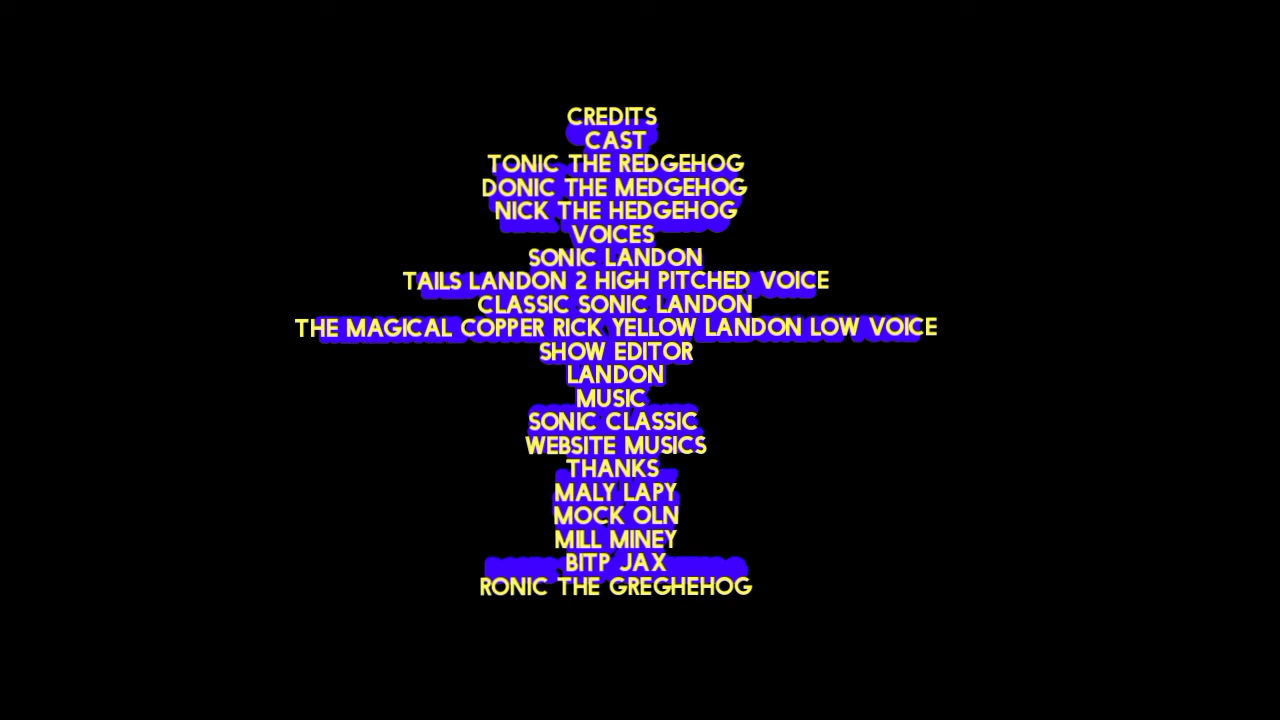 CREDITS
CAST
TONIC THE REDGEHOG
DONIC THE MEDGEHOG
NICK THE HEDGEHOG
VOICES
SONIC LANDON
TAILS LANDON 2 HIGH PITCHED VOICE
CLASSIC SONIC LANDON
THE MAGICAL COPPER RICK YELLOW LANDON LOW VOICE
SHOW EDITOR
LANDON
MUSIC
SONIC CLASSIC
WEBSITE MUSICS
THANKS
MALY LAPY
MOCK OLN
MILL MINEY
BITP JAX
RONIC THE GREGHEHOG